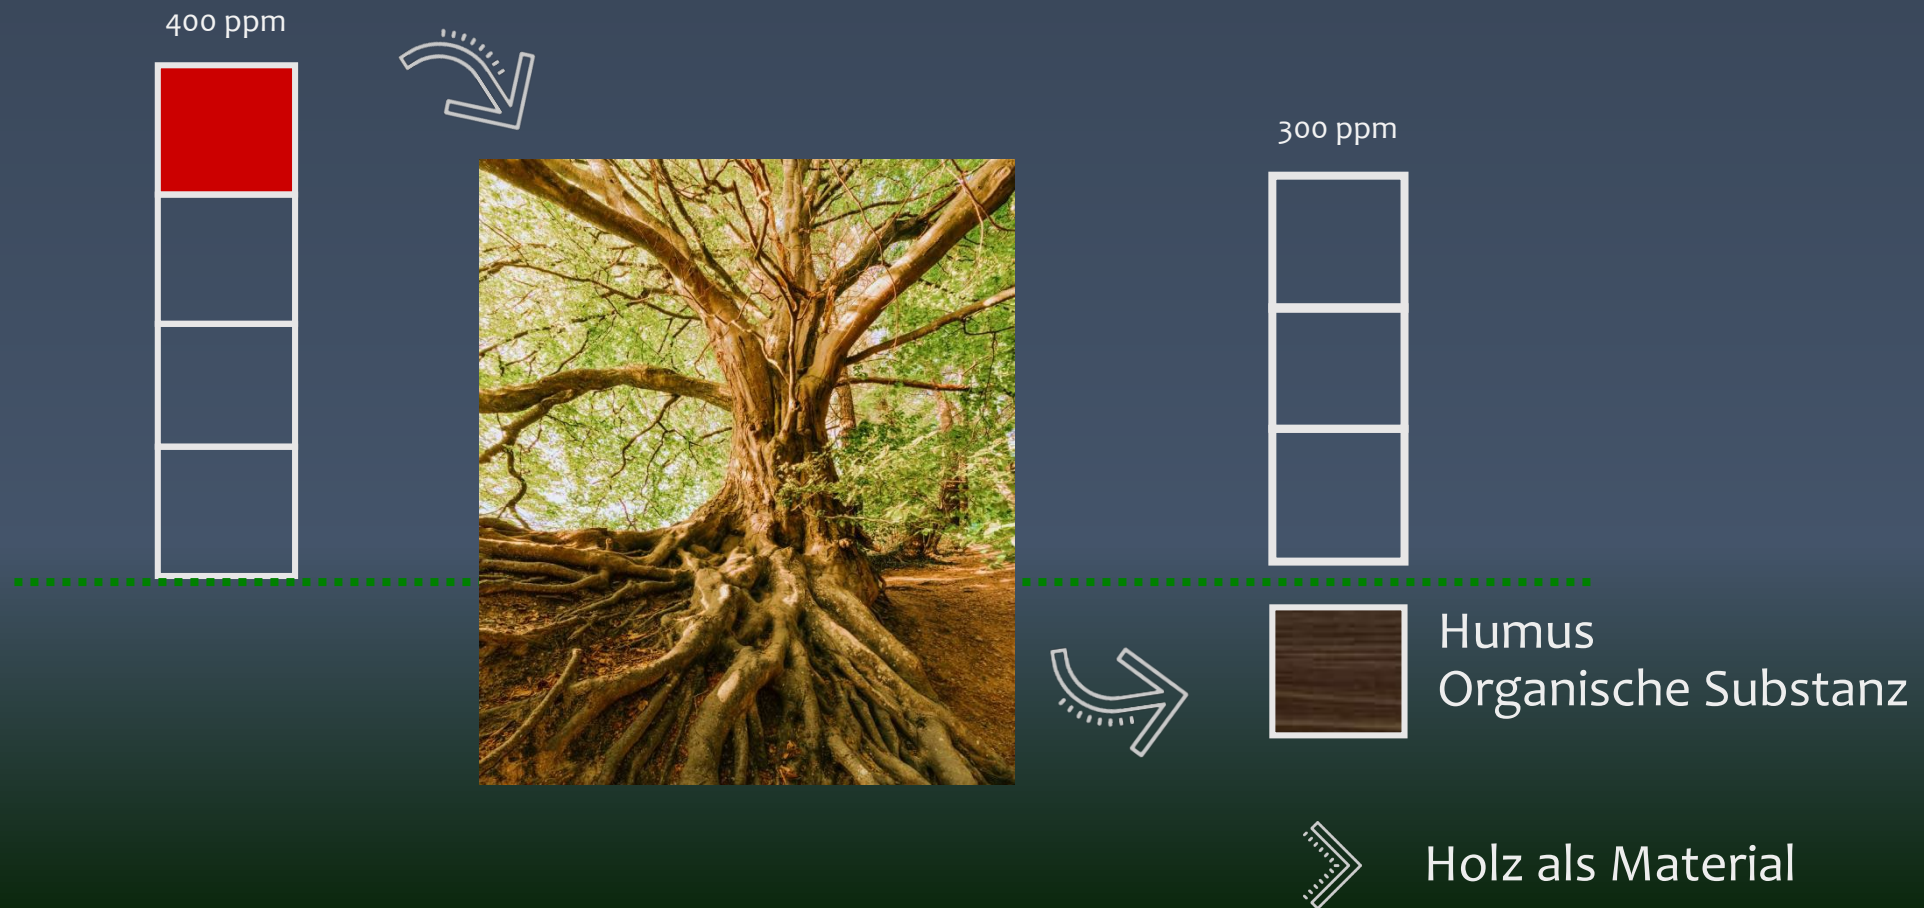 400 ppm
300 ppm
Humus
Organische Substanz
Holz als Material